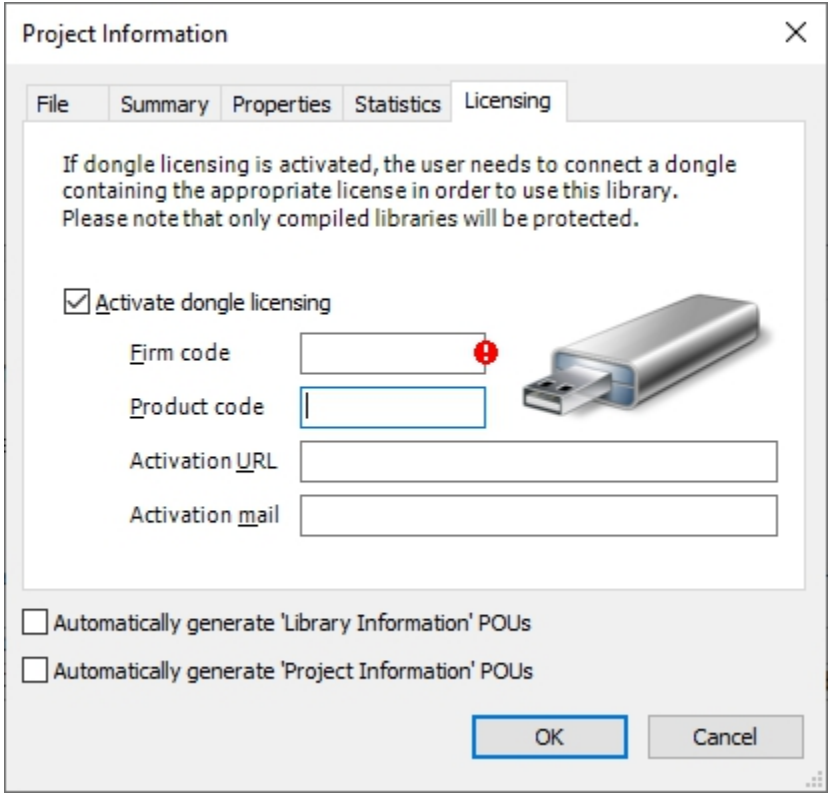 Project Information
File
Summary
Properties
Statistics
Licensing
If dongle licensing is activated, the user needs to connect a dongle
containing the appropriate license in order to use this library.
Please note that only compiled libraries will be protected.
Activate dongle licensing
Firm code
Product code
Activation URL
Activation mail
Automatically generate 'Library Information' POUs
Automatically generate 'Project Information' POUs
OK
Cancel